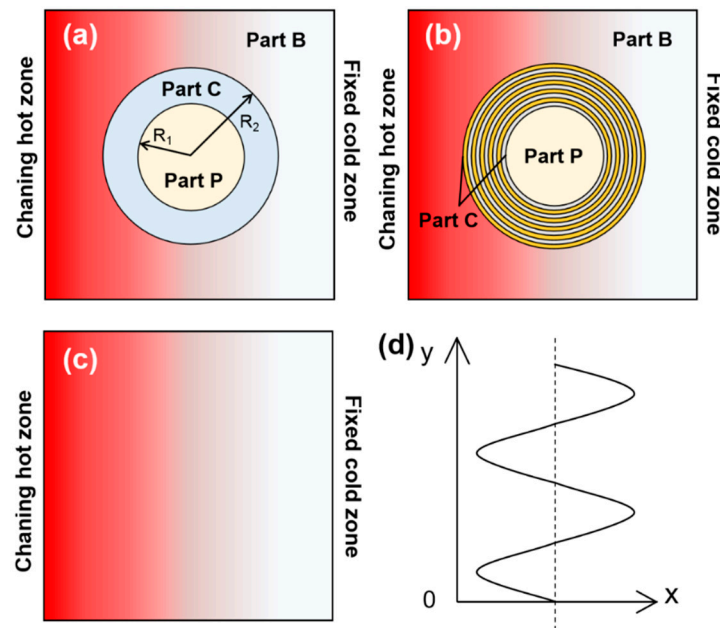 (a)
Part B
Part C
R1
R2
Part P
Chaning hot zone
Fixed cold zone
(b)
Part B
Part P
Part C
Chaning hot zone
Fixed cold zone
(c)
Chaning hot zone
Fixed cold zone
(d)
y
0
x